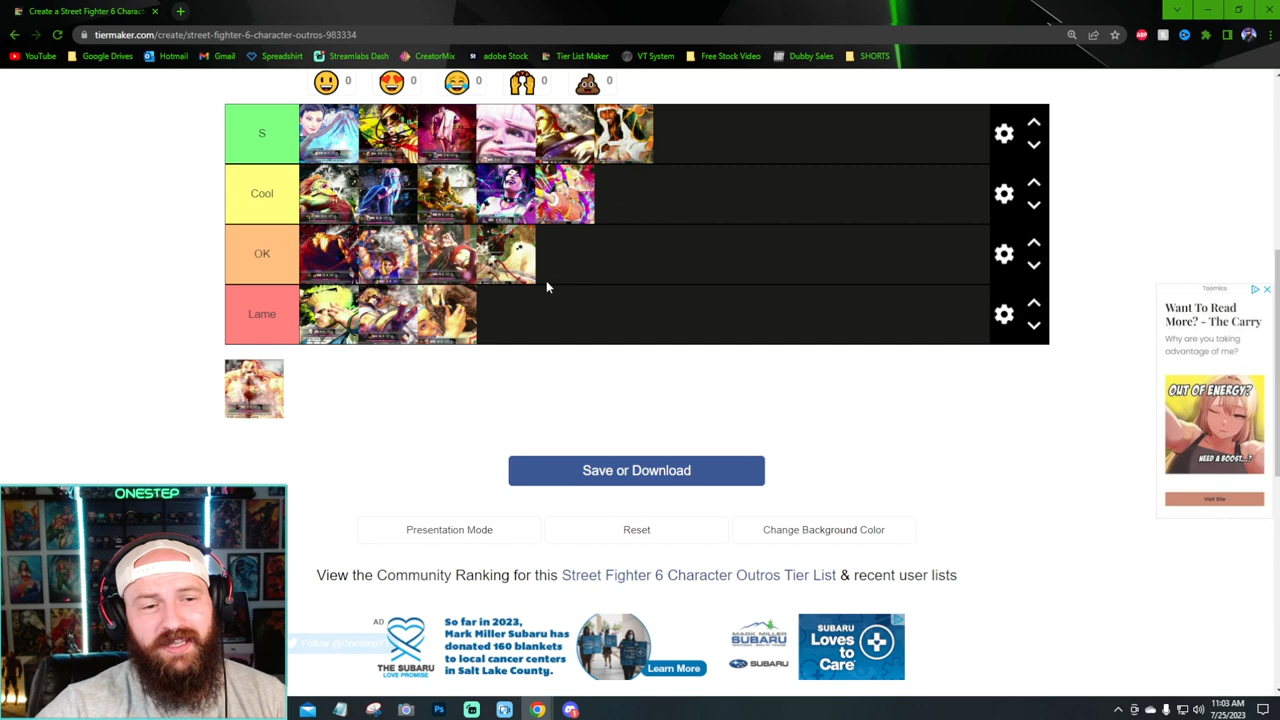 Create a Street Fighter 6 Charact
tiermaker.com/create/street-fighter-6-character-outros-983334
YouTube
Google Drives
Hotmail
Gmail
Spreadshirt
Streamlabs Dash
CreatorMix
adobe Stock
Tier List Maker
VT System
Free Stock Video
Dubby Sales
SHORTS
0
0
0
0
0
S
Cool
OK
Lame
Toomics
Want To Read
More? - The Carry
Why are you taking
advantage of me?
OUT OF ENERGY?
NEED A BOOST...?
Visit Site
Save or Download
ONESTEP
Presentation Mode
Reset
Change Background Color
View the Community Ranking for this Street Fighter 6 Character Outros Tier List & recent user lists
AD
THE SUBARU
LOVE PROMISE
So far in 2023,
Mark Miller Subaru has
donated 160 blankets
to local cancer centers
in Salt Lake County.
Learn More
MARK MILLER
SUBARU
SUBARU
SUBARU
Loves
to
Care
Follow @OnestepYT
11:03 AM
7/25/2023